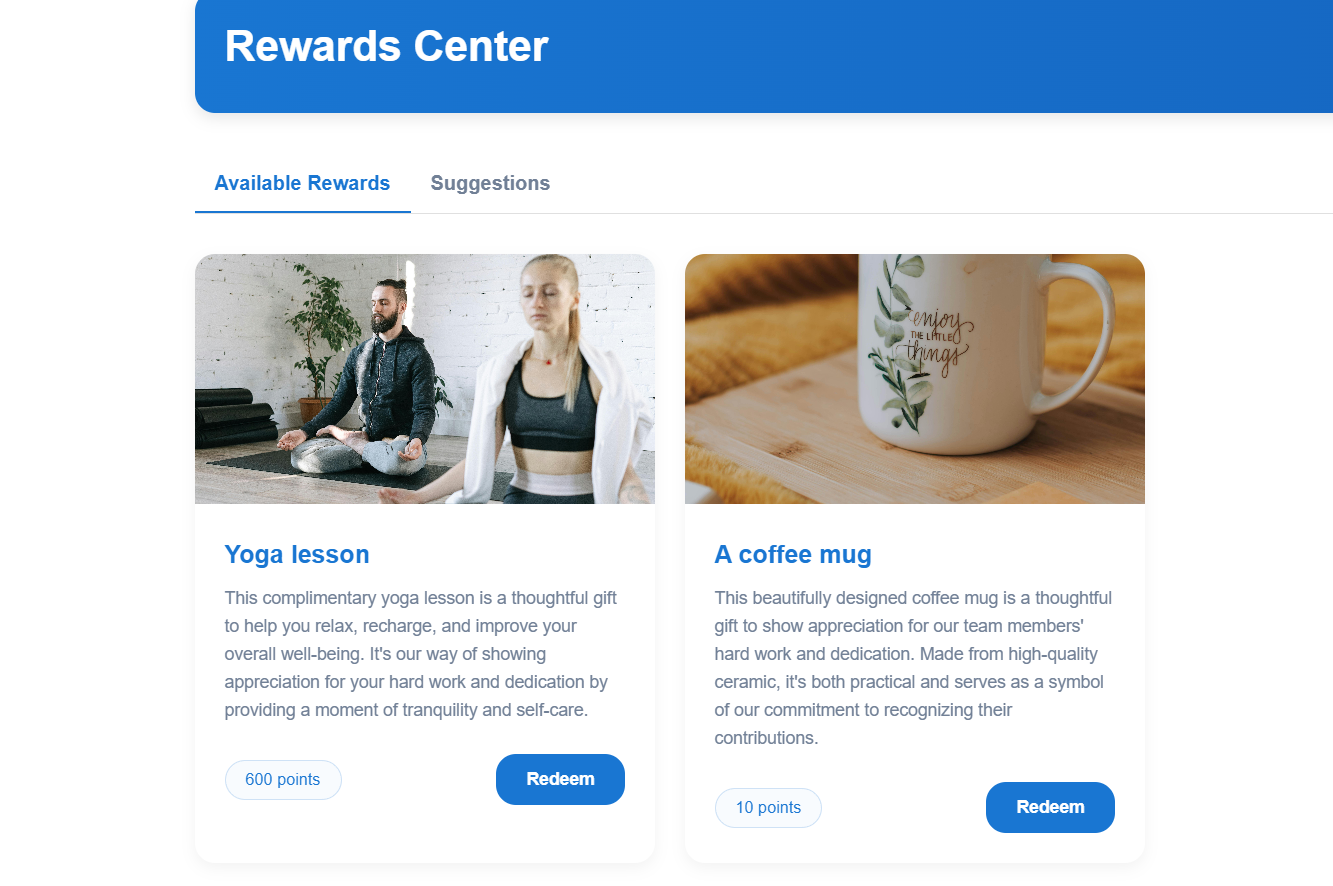 Rewards Center
Available Rewards
Suggestions
enjoy
THE LITTLE
things
Yoga lesson
This complimentary yoga lesson is a thoughtful gift
to help you relax, recharge, and improve your
overall well-being. It's our way of showing
appreciation for your hard work and dedication by
providing a moment of tranquility and self-care.
600 points
Redeem
A coffee mug
This beautifully designed coffee mug is a thoughtful
gift to show appreciation for our team members'
hard work and dedication. Made from high-quality
ceramic, it's both practical and serves as a symbol
of our commitment to recognizing their
contributions.
10 points
Redeem